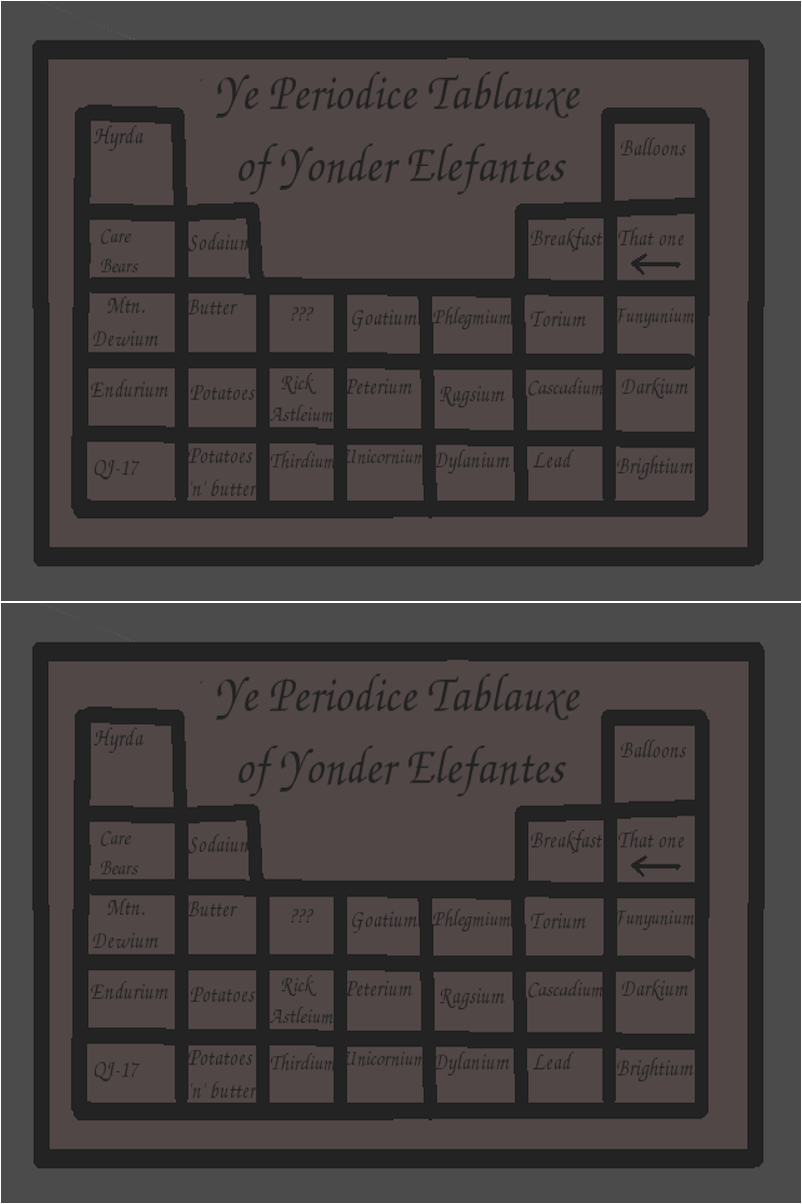 Ye Periodice Tablauxe
of Yonder Elefantes
Hyrda
Balloons
Care
Bears
Sodaium
Breakfast
That one
Mtn.
Dewium
Butter
???
Goatium
Phlegmium
Torium
Funyunium
Endurium
Potatoes
Rick
Astleium
Peterium
Ragsium
Cascadium
Darkium
QJ-17
Potatoes
'n' butter
Thirdium
Unicornium
Dylanium
Lead
Brightium
Ye Periodice Tablauxe
of Yonder Elefantes
Hyrda
Balloons
Care
Bears
Sodaium
Breakfast
That one
Mtn.
Dewium
Butter
???
Goatium
Phlegmium
Torium
Funyunium
Endurium
Potatoes
Rick
Astleium
Peterium
Ragsium
Cascadium
Darkium
QJ-17
Potatoes
'n' butter
Thirdium
Unicornium
Dylanium
Lead
Brightium